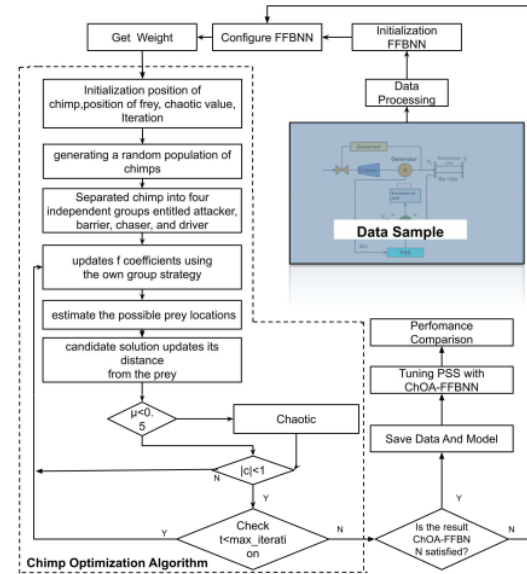 Get Weight
Configure FFBNN
Initialization
FFBNN
Data
Processing
Initialization position of
chimp,position of frey, chaotic value,
Iteration
generating a random population of
chimps
Separated chimp into four
independent groups entitled attacker,
barrier, chaser, and driver
updates f coefficients using
the own group strategy
estimate the possible prey locations
candidate solution updates its
distance
from the prey
μ<0.
5
Chaotic
|c|<1
N
Y
Check
t<max_iterati
on
Y
N
Chimp Optimization Algorithm
Governor
Generator
Data Sample
PSS
Perfomance
Comparison
Tuning PSS with
ChOA-FFBNN
Save Data And Model
Y
Is the result
ChOA-FFBN
N satisfied?
N